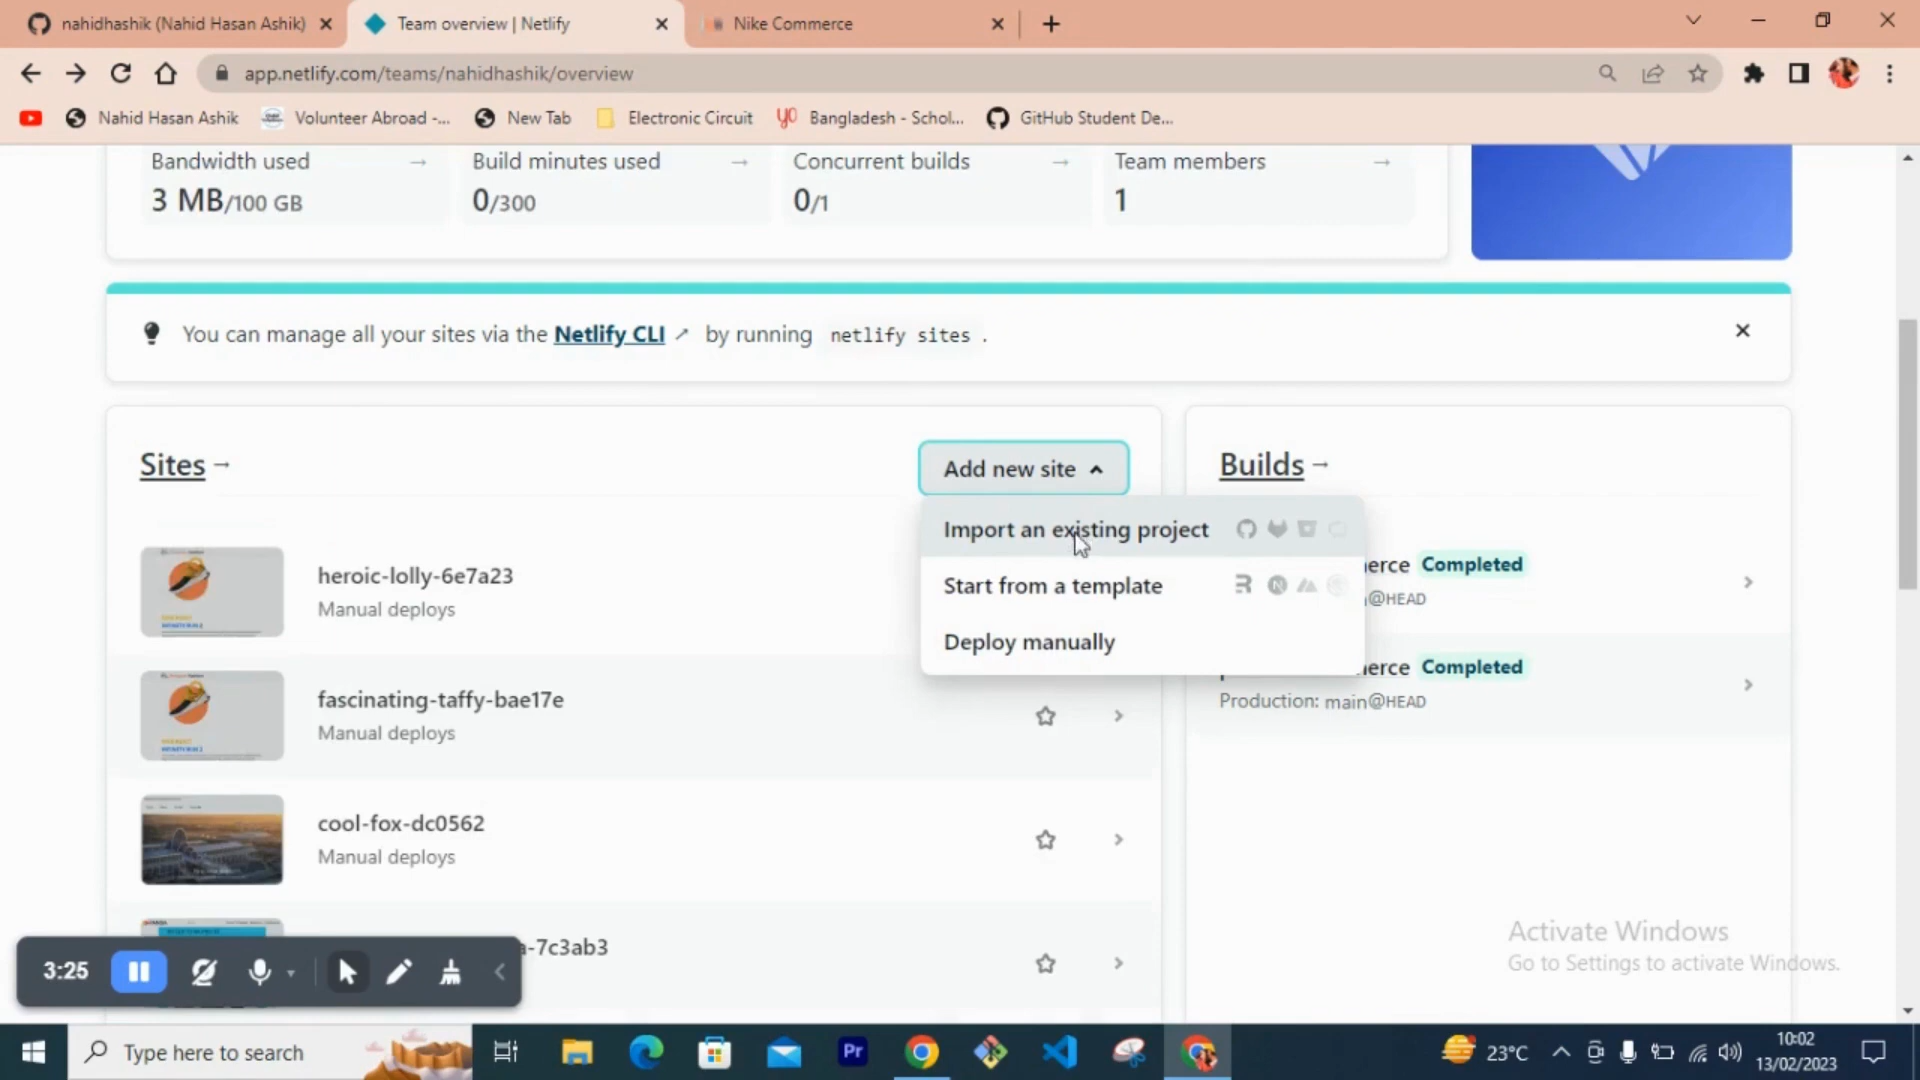 nahidhashik (Nahid Hasan Ashik)
Team overview | Netlify
Nike Commerce
app.netlify.com/teams/nahidhashik/overview
Nahid Hasan Ashik
Volunteer Abroad -...
New Tab
Electronic Circuit
Bangladesh - Schol...
GitHub Student De...
Bandwidth used →
3 MB/100 GB
Build minutes used →
0/300
Concurrent builds →
0/1
Team members →
1
You can manage all your sites via the Netlify CLI ↗ by running netlify sites .
Sites →
Add new site
Import an existing project
Start from a template
Deploy manually
heroic-lolly-6e7a23
Manual deploys
fascinating-taffy-bae17e
Manual deploys
cool-fox-dc0562
Manual deploys
a-7c3ab3
Builds →
erce Completed
@HEAD
erce Completed
Production: main@HEAD
Activate Windows
Go to Settings to activate Windows.
3:25
Type here to search
Pr
23°C
10:02
13/02/2023